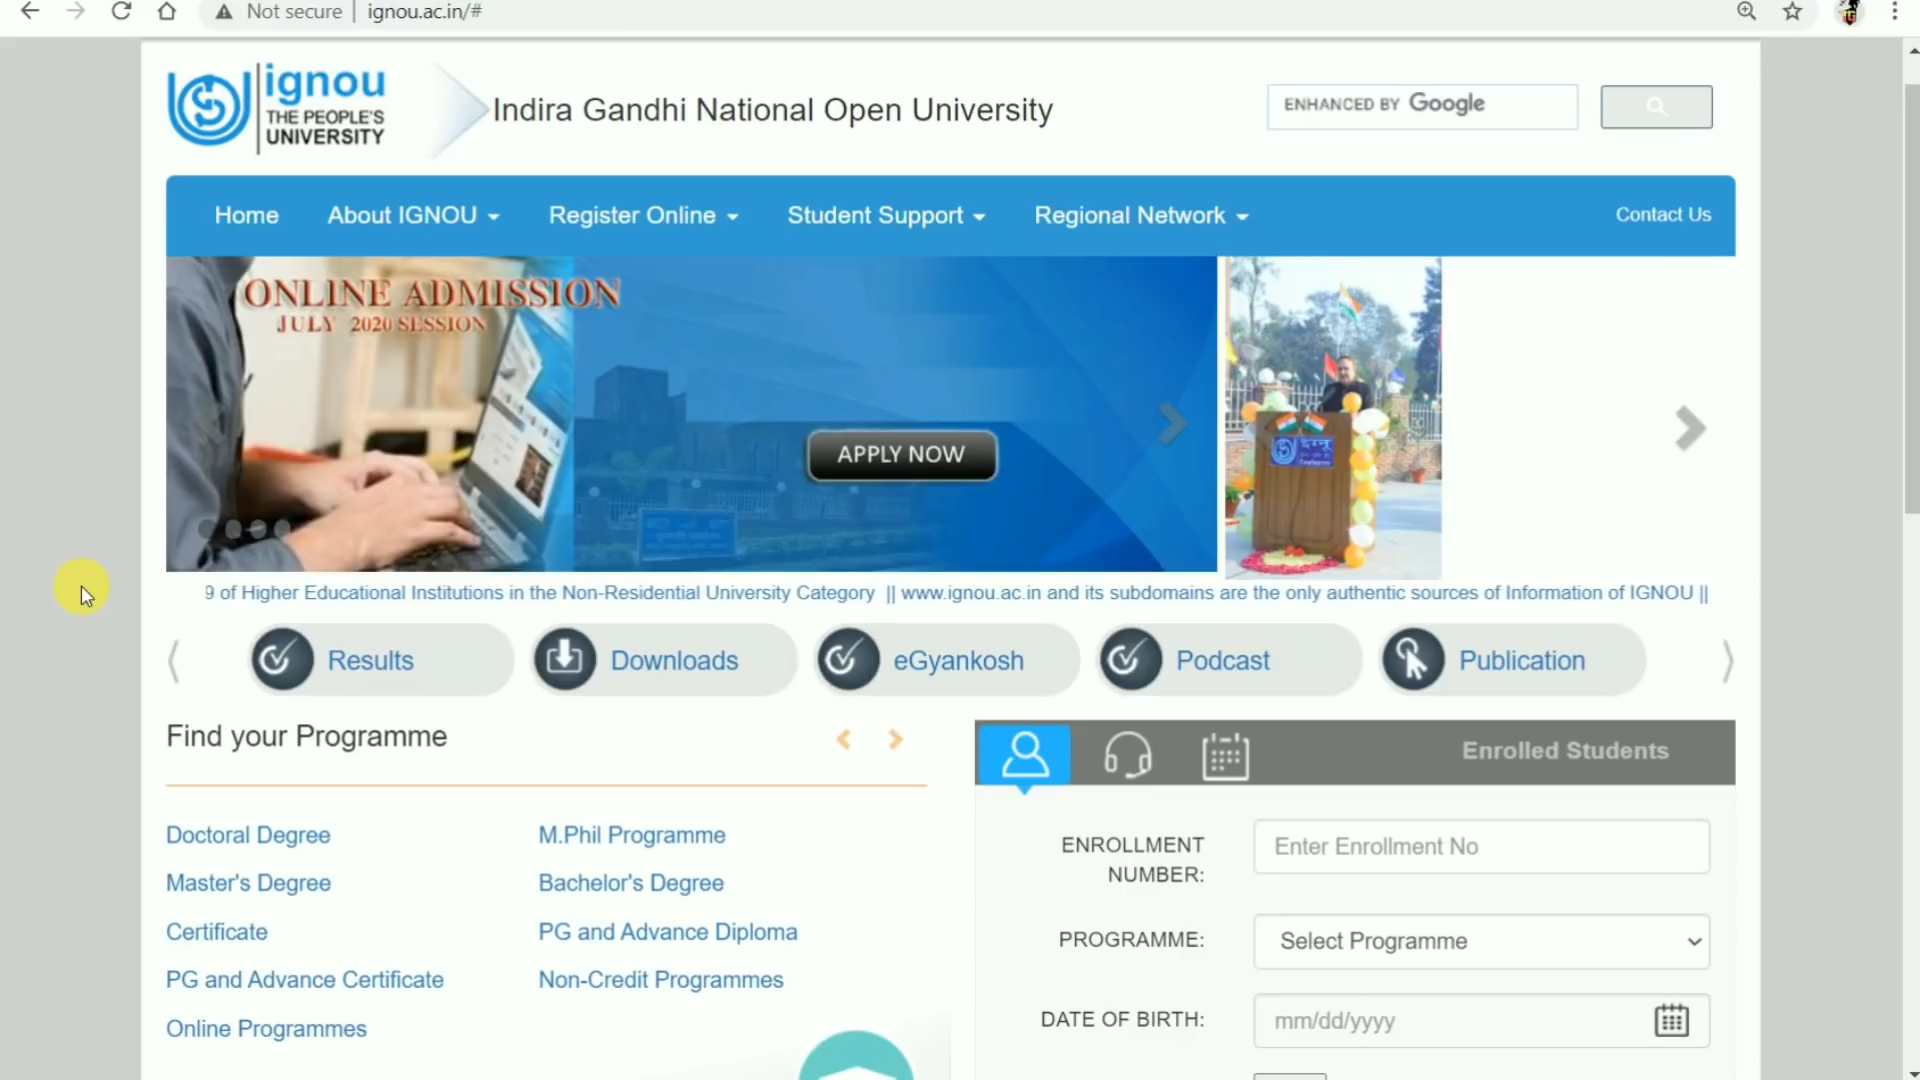 Not secure
ignou.ac.in/#
ignou
THE PEOPLE'S
UNIVERSITY
Indira Gandhi National Open University
ENHANCED BY Google
Home
About IGNOU
Register Online
Student Support
Regional Network
Contact Us
ONLINE ADMISSION
JULY 2020 SESSION
APPLY NOW
9 of Higher Educational Institutions in the Non-Residential University Category || www.ignou.ac.in and its subdomains are the only authentic sources of Information of IGNOU ||
Results
Downloads
eGyankosh
Podcast
Publication
Find your Programme
Enrolled Students
Doctoral Degree
M.Phil Programme
Master's Degree
Bachelor's Degree
Certificate
PG and Advance Diploma
PG and Advance Certificate
Non-Credit Programmes
Online Programmes
ENROLLMENT
NUMBER:
Enter Enrollment No
PROGRAMME:
Select Programme
DATE OF BIRTH:
mm/dd/yyyy